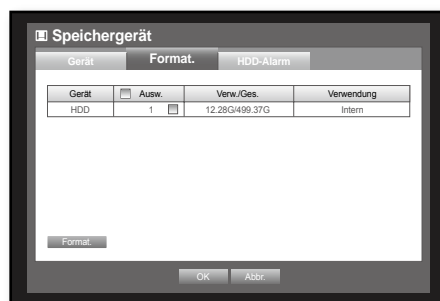 Speichergerät
Gerät Format. HDD-Alarm
Gerät Ausw. Verw./Ges. Verwendung
HDD 1 12.28G/499.37G Intern
Format.
OK Abbr.